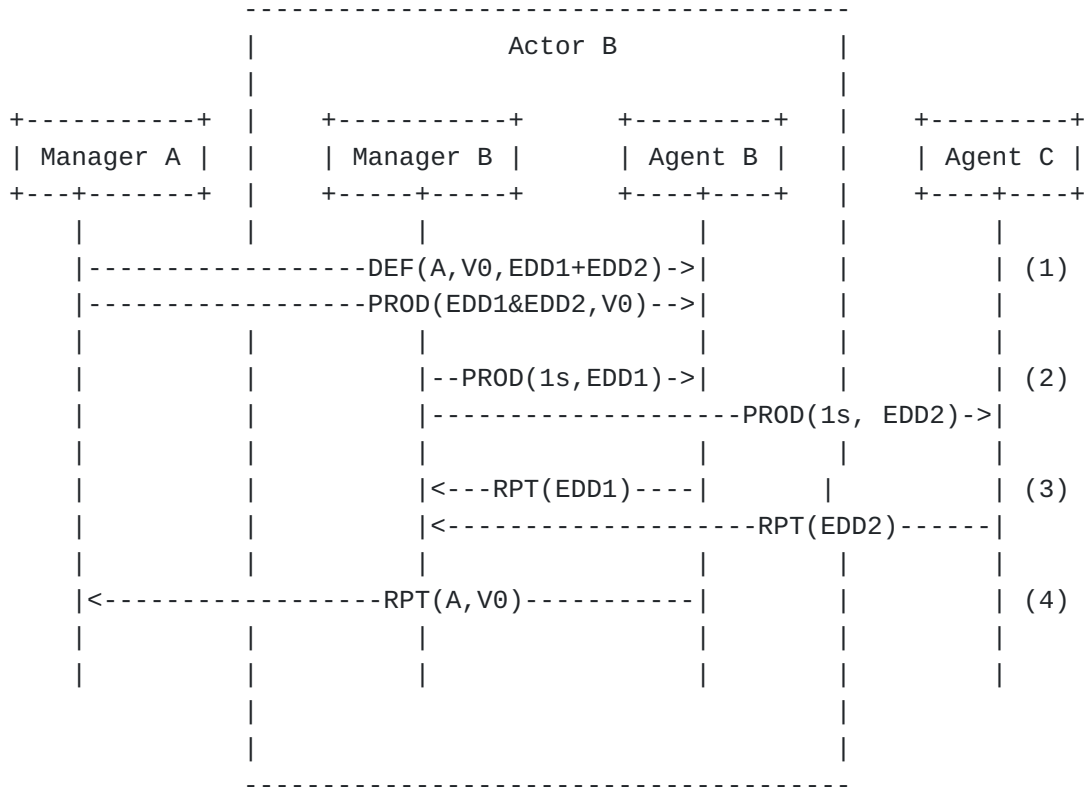 Actor B
Manager A Manager B Agent B Agent C
DEF(A,V0,EDD1+EDD2) (1)
PROD(EDD1&EDD2,V0)
PROD(1s,EDD1) (2)
PROD(1s, EDD2)
RPT(EDD1) (3)
RPT(EDD2)
RPT(A,V0) (4)